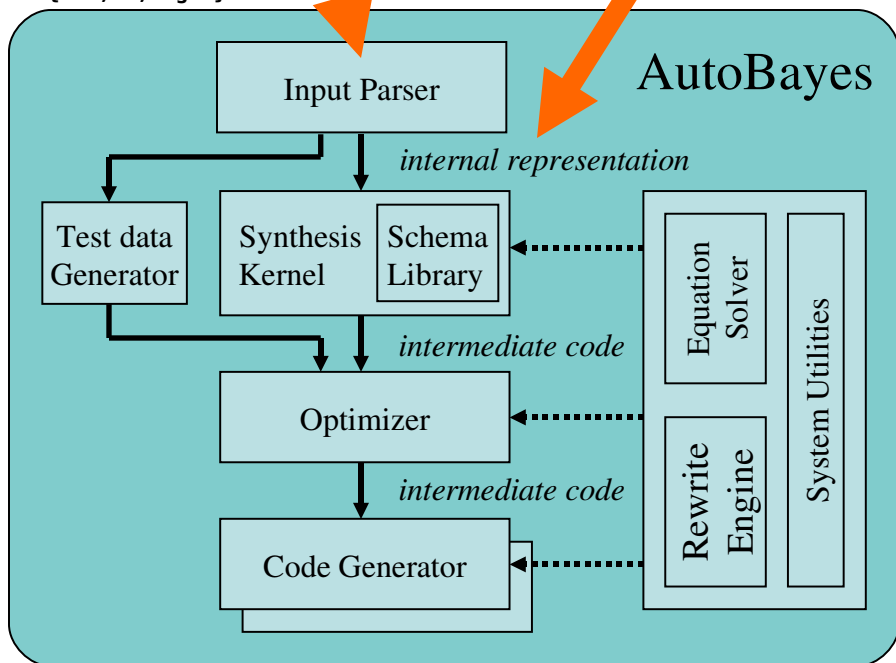 AutoBayes
Input Parser
internal representation
Test data
Generator
Synthesis
Kernel
Schema
Library
Equation
Solver
System Utilities
intermediate code
Optimizer
Rewrite
Engine
intermediate code
Code Generator